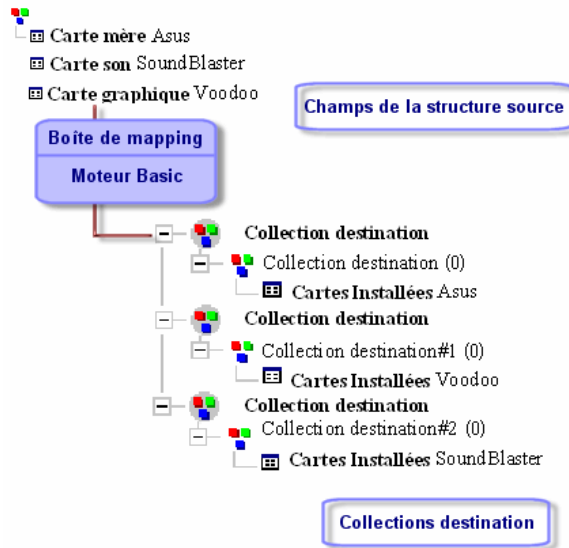 Carte mère Asus
Carte son SoundBlaster
Carte graphique Voodoo
Champs de la structure source
Boîte de mapping
Moteur Basic
Collection destination
Collection destination (0)
Cartes Installées Asus
Collection destination
Collection destination#1 (0)
Cartes Installées Voodoo
Collection destination
Collection destination#2 (0)
Cartes Installées SoundBlaster
Collections destination